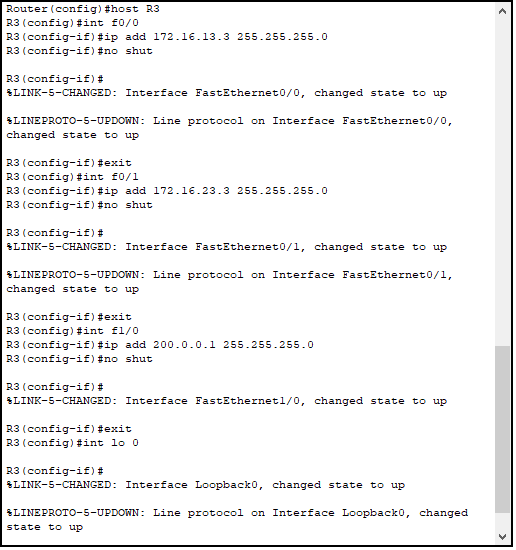 Router(config)#host R3
R3(config)#int f0/0
R3(config-if)#ip add 172.16.13.3 255.255.255.0
R3(config-if)#no shut
R3(config-if)#
%LINK-5-CHANGED: Interface FastEthernet0/0, changed state to up
%LINEPROTO-5-UPDOWN: Line protocol on Interface FastEthernet0/0,
changed state to up
R3(config-if)#exit
R3(config)#int f0/1
R3(config-if)#ip add 172.16.23.3 255.255.255.0
R3(config-if)#no shut
R3(config-if)#
%LINK-5-CHANGED: Interface FastEthernet0/1, changed state to up
%LINEPROTO-5-UPDOWN: Line protocol on Interface FastEthernet0/1,
changed state to up
R3(config-if)#exit
R3(config)#int f1/0
R3(config-if)#ip add 200.0.0.1 255.255.255.0
R3(config-if)#no shut
R3(config-if)#
%LINK-5-CHANGED: Interface FastEthernet1/0, changed state to up
R3(config-if)#exit
R3(config)#int lo 0
R3(config-if)#
%LINK-5-CHANGED: Interface Loopback0, changed state to up
%LINEPROTO-5-UPDOWN: Line protocol on Interface Loopback0, changed
state to up